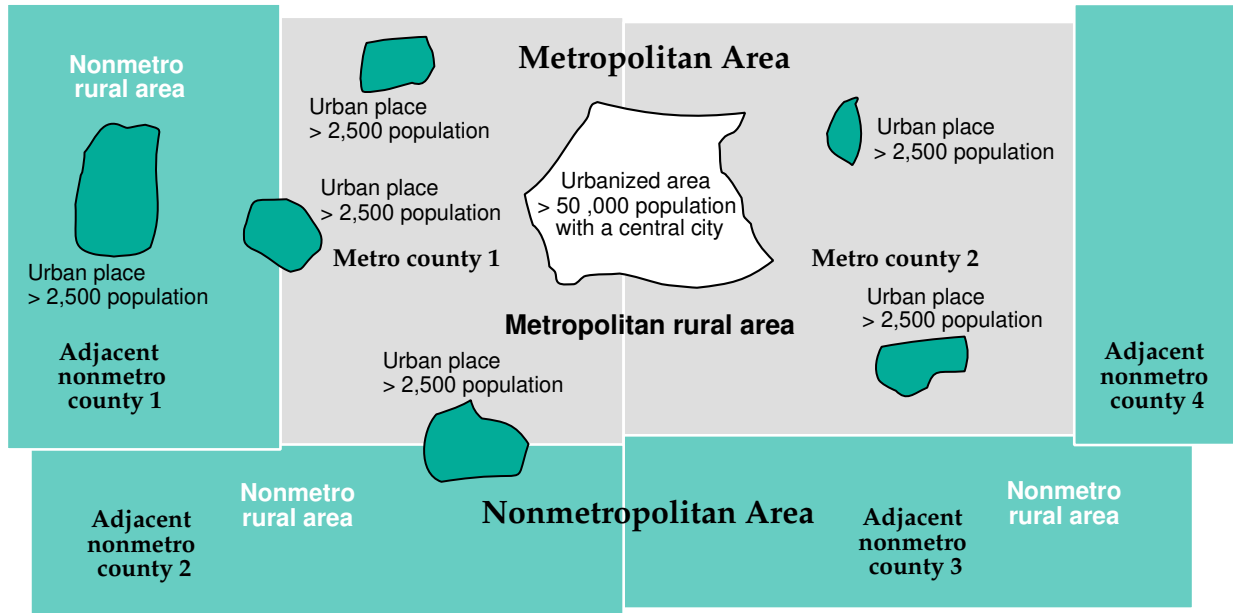 Metropolitan Area
Nonmetro
rural area
Urban place
> 2,500 population
Urban place
> 2,500 population
Urban place
> 2,500 population
Urbanized area
> 50 ,000 population
with a central city
Metro county 1
Metro county 2
Urban place
> 2,500 population
Urban place
> 2,500 population
Metropolitan rural area
Adjacent
nonmetro
county 1
Urban place
> 2,500 population
Adjacent
nonmetro
county 4
Nonmetro
rural area
Adjacent
nonmetro
county 2
Nonmetropolitan Area
Adjacent
nonmetro
county 3
Nonmetro
rural area